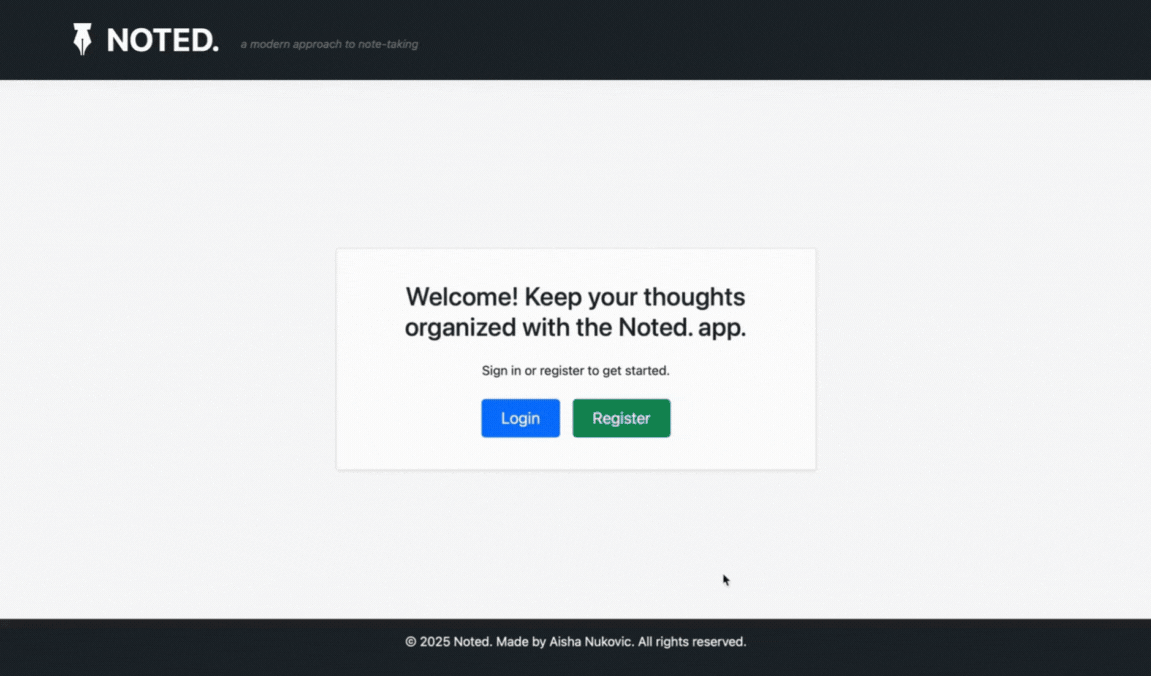 NOTED.
a modern approach to note-taking
Welcome! Keep your thoughts
organized with the Noted. app.
Sign in or register to get started.
Login
Register
© 2025 Noted. Made by Aisha Nukovic. All rights reserved.